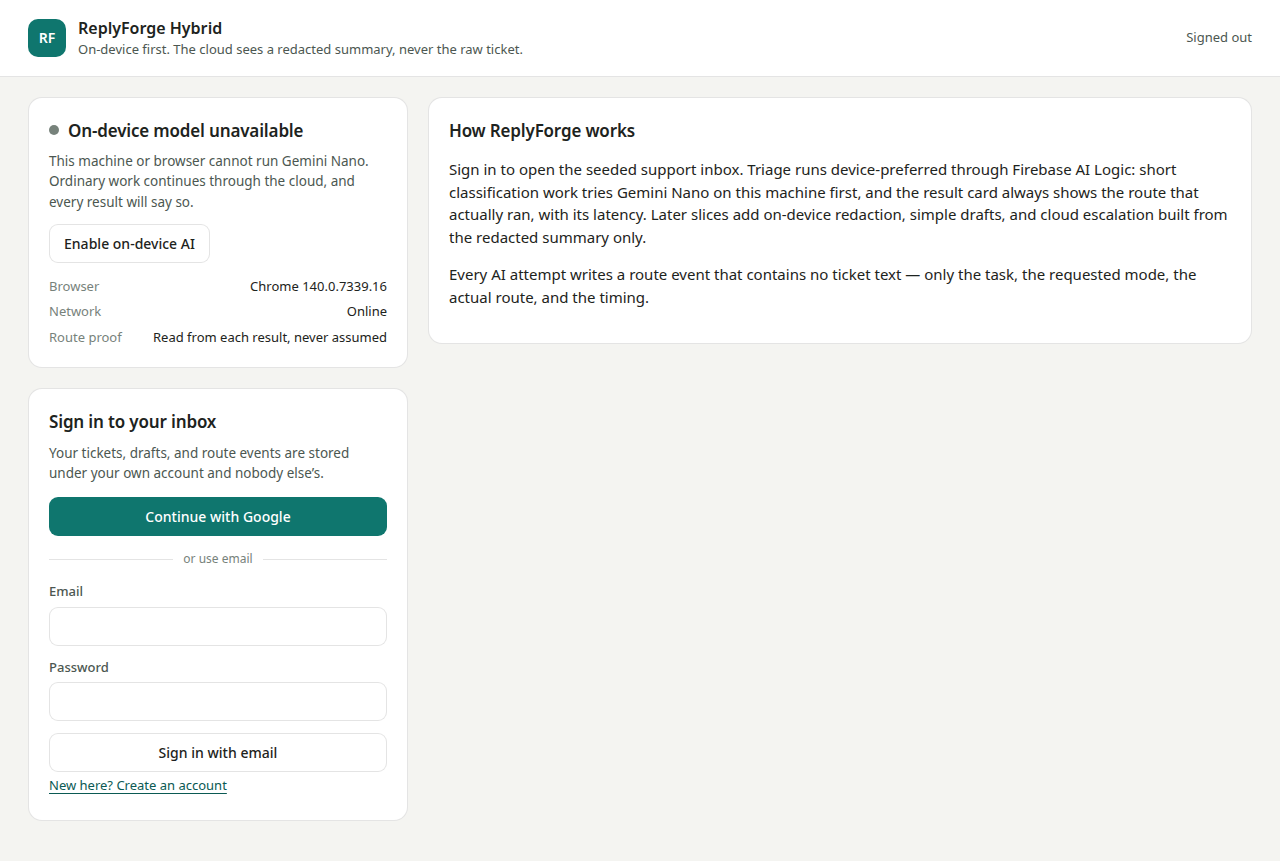 RF
ReplyForge Hybrid
On-device first. The cloud sees a redacted summary, never the raw ticket.
Signed out
On-device model unavailable
This machine or browser cannot run Gemini Nano.
Ordinary work continues through the cloud, and
every result will say so.
Enable on-device AI
Browser Chrome 140.0.7339.16
Network Online
Route proof Read from each result, never assumed
Sign in to your inbox
Your tickets, drafts, and route events are stored
under your own account and nobody else’s.
Continue with Google
or use email
Email
Password
Sign in with email
New here? Create an account
How ReplyForge works
Sign in to open the seeded support inbox. Triage runs device-preferred through Firebase AI Logic: short
classification work tries Gemini Nano on this machine first, and the result card always shows the route that
actually ran, with its latency. Later slices add on-device redaction, simple drafts, and cloud escalation built from
the redacted summary only.
Every AI attempt writes a route event that contains no ticket text — only the task, the requested mode, the
actual route, and the timing.